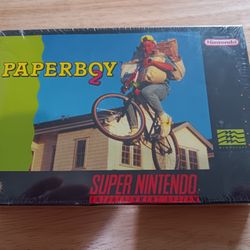 Nintendo
PAPERBOY
2
SUPER NINTENDO
ENTERTAINMENT SYSTEM